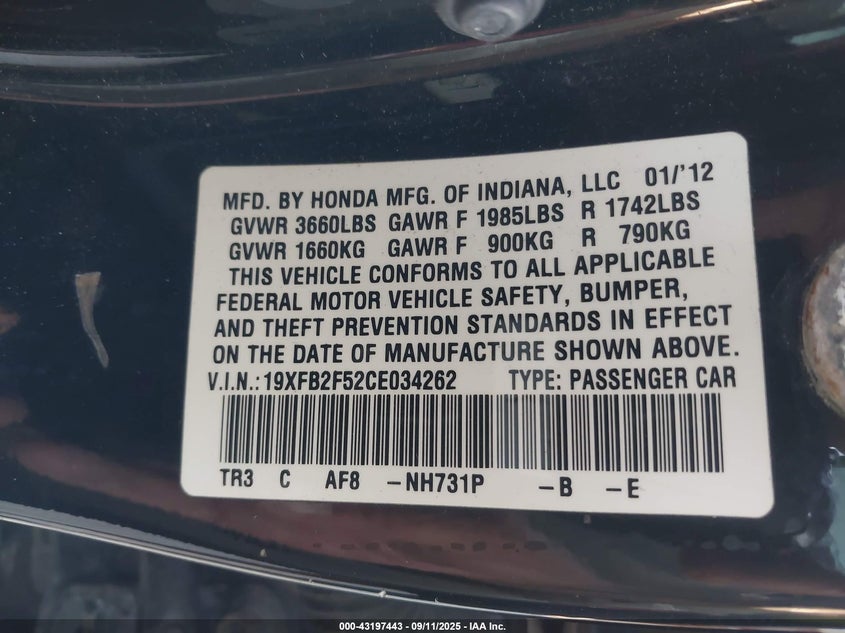 MFD. BY HONDA MFG. OF INDIANA, LLC 01/'12
GVWR 3660LBS GAWR F 1985LBS R 1742LBS
GVWR 1660KG GAWR F 900KG R 790KG
THIS VEHICLE CONFORMS TO ALL APPLICABLE
FEDERAL MOTOR VEHICLE SAFETY, BUMPER,
AND THEFT PREVENTION STANDARDS IN EFFECT
ON THE DATE OF MANUFACTURE SHOWN ABOVE.
V.I.N.:19XFB2F52CE034262 TYPE: PASSENGER CAR
TR3 C AF8 -NH731P -B -E
000-43197443 - 09/11/2025 - IAA Inc.